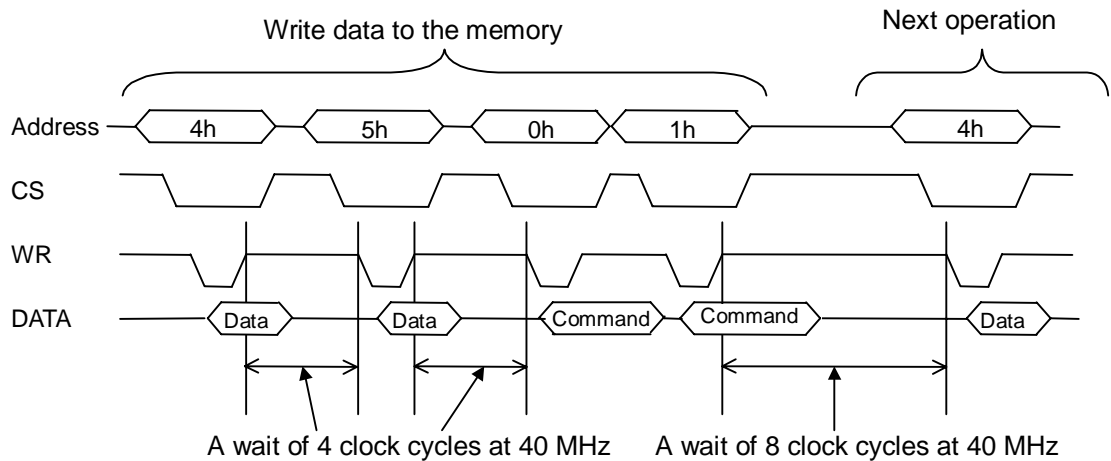 Write data to the memory
Next operation
Address
4h
5h
0h
1h
4h
CS
WR
DATA
Data
Data
Command
Command
Data
A wait of 4 clock cycles at 40 MHz
A wait of 8 clock cycles at 40 MHz